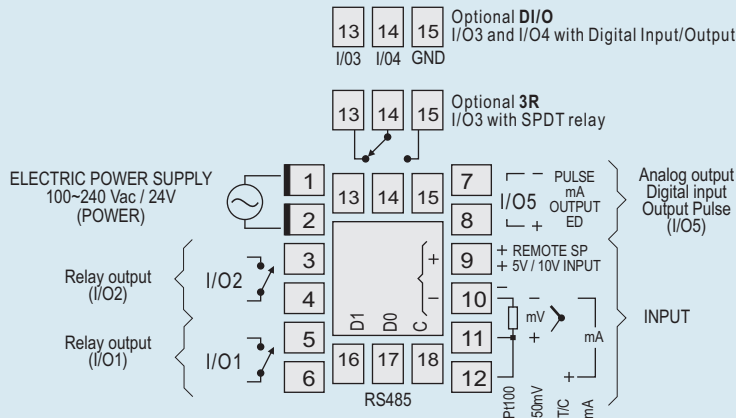 13 14 15
I/03 I/04 GND
Optional DI/O
I/O3 and I/O4 with Digital Input/Output
13 14 15
Optional 3R
I/O3 with SPDT relay
ELECTRIC POWER SUPPLY
100~240 Vac / 24V
(POWER)
1
2
13 14 15
7
8
I/O5
− PULSE
mA
OUTPUT
+ ED
Analog output
Digital input
Output Pulse
(I/O5)
Relay output
(I/O2)
I/O2
3
4
+
−
D1 D0 C
9
10
+ REMOTE SP
+ 5V / 10V INPUT
−
INPUT
Relay output
(I/O1)
I/O1
5
6
16 17 18
RS485
11
12
− mV +
−
mA
+
Pt100
50mV
T/C
mA